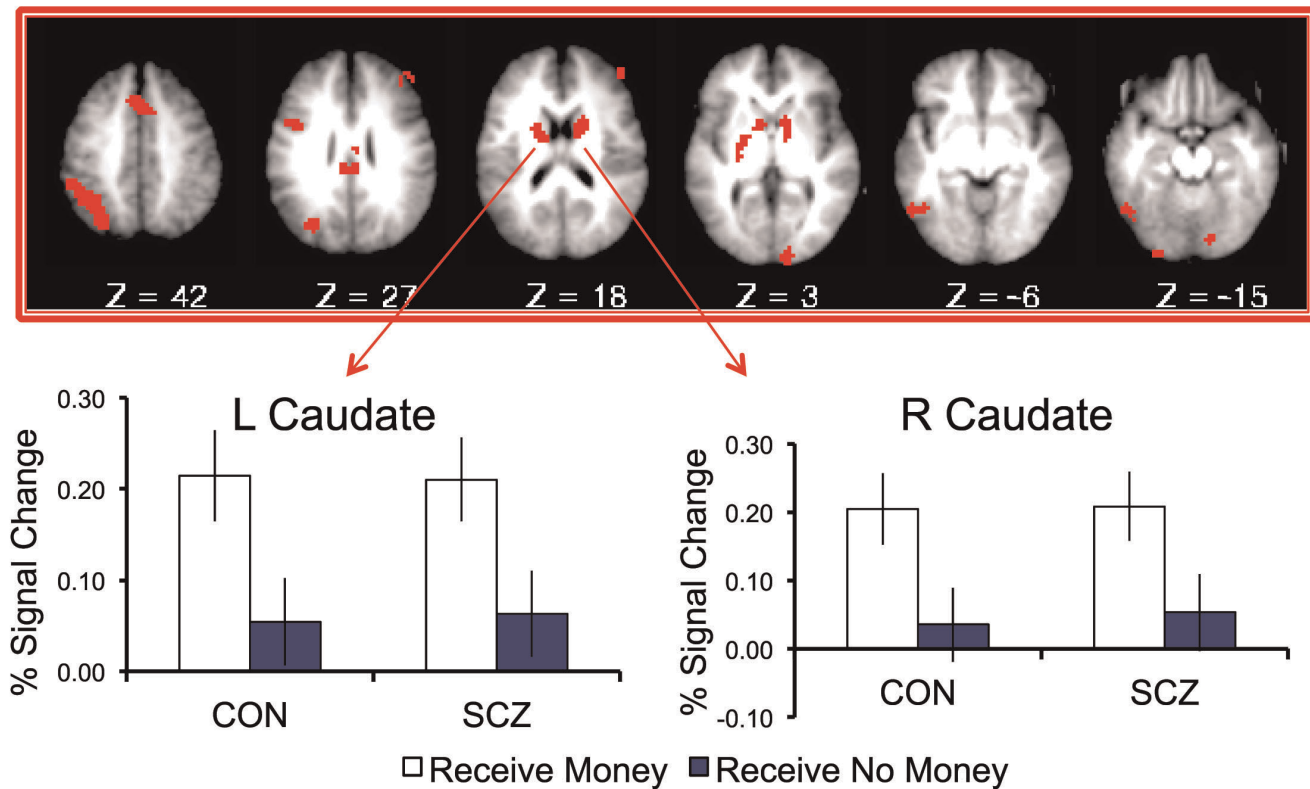 Z = 42 Z = 27 Z = 18 Z = 3 Z = -6 Z = -15
L Caudate
% Signal Change
0.30
0.20
0.10
0.00
CON SCZ
R Caudate
% Signal Change
0.30
0.20
0.10
0.00
-0.10
CON SCZ
Receive Money Receive No Money